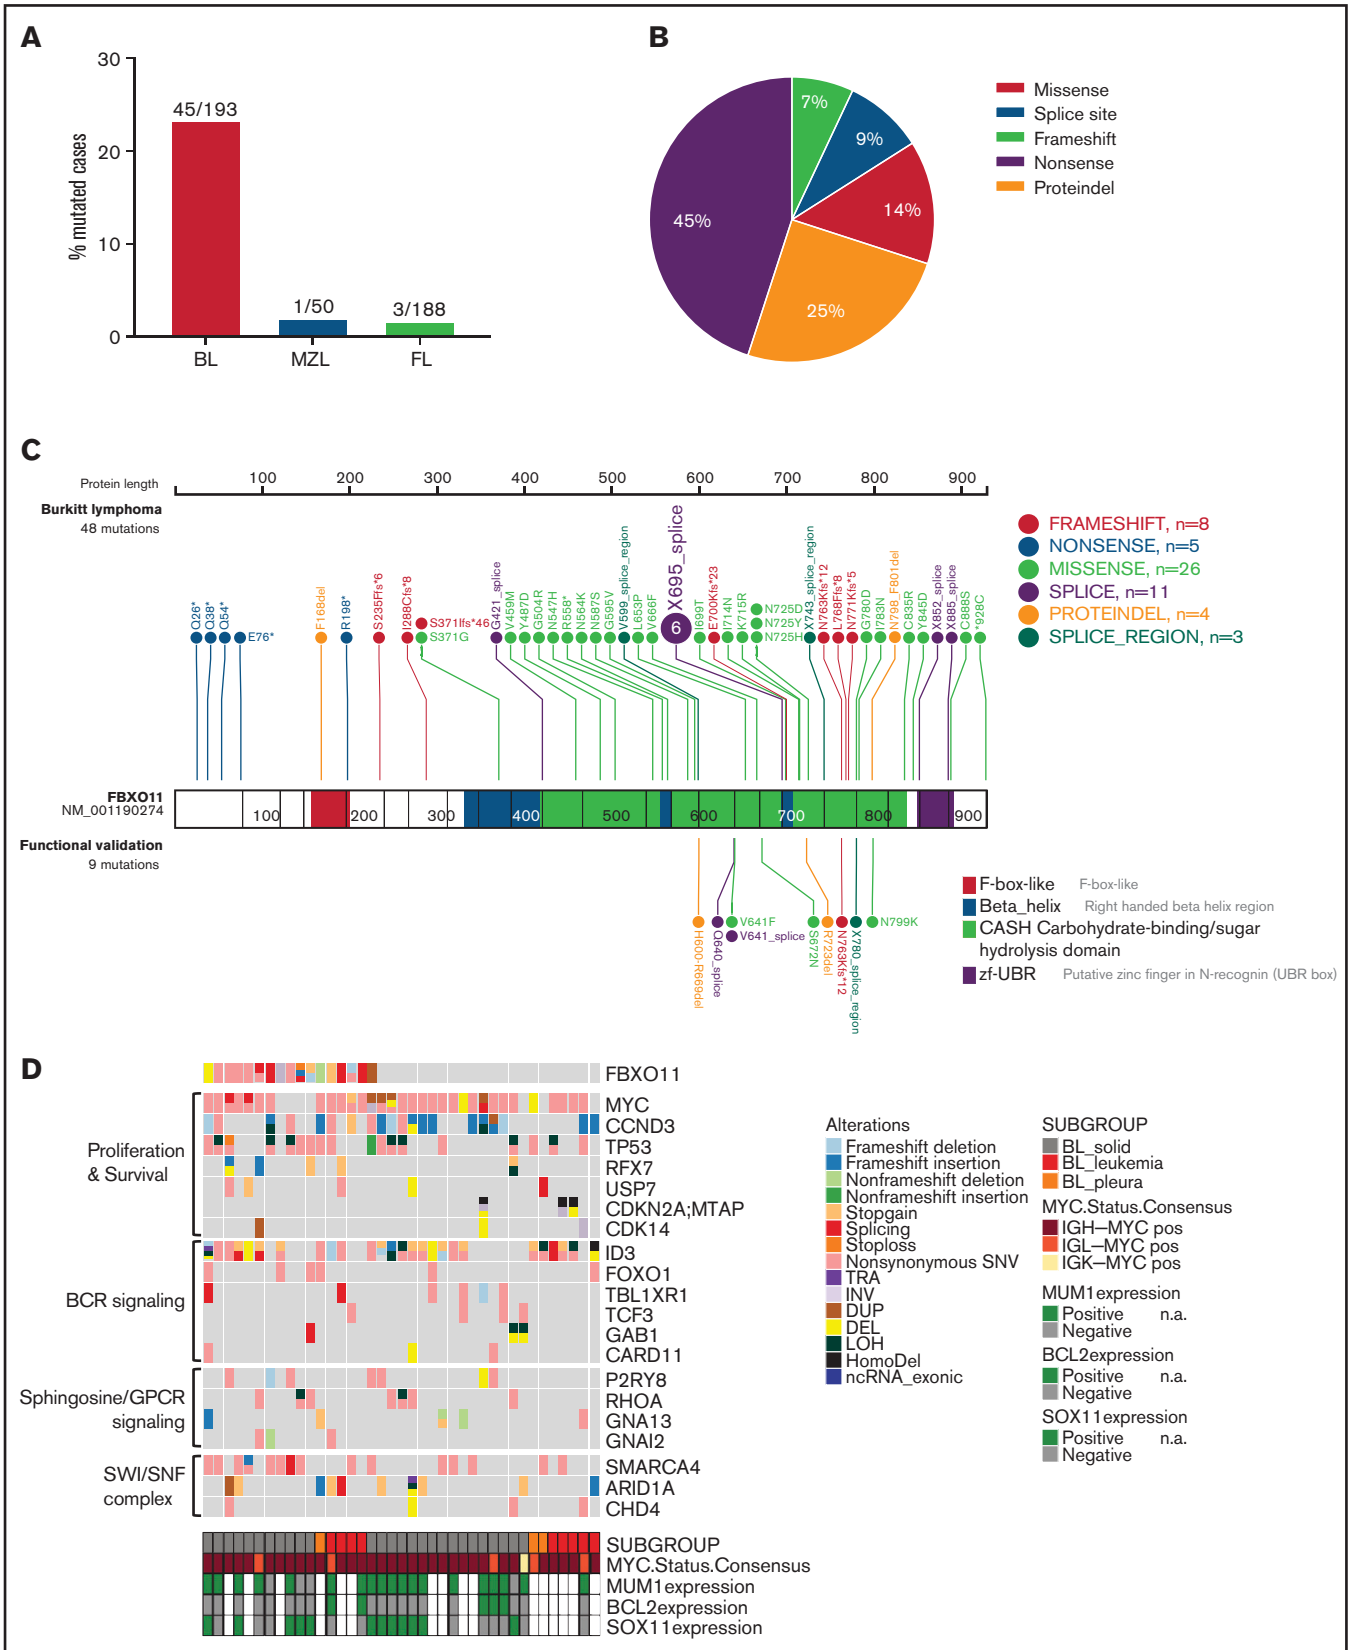 A
30
20
10
0
% mutated cases
45/193
1/50
3/188
BL
MZL
FL
B
7%
9%
14%
25%
45%
Missense
Splice site
Frameshift
Nonsense
Proteindel
C
Protein length
100 200 300 400 500 600 700 800 900
Burkitt lymphoma
48 mutations
Q26*
Q38*
Q54*
E76*
F168del
R198*
S235Ffs*6
I288Cfs*8
S371Ifs*46
S371G
G421_splice
V459M
Y487D
G504R
N547H
R558*
N564K
N587S
G595V
V599_splice_region
L653P
V666F
6
X695_splice
I699T
E700Kfs*23
I714N
K715R
N725D
N725Y
N725H
X743_splice_region
N763Kfs*12
L768Ffs*8
N771Kfs*5
G780D
I783N
N798_F801del
C835R
Y845D
X852_splice
X885_splice
C888S
*928C
FRAMESHIFT, n=8
NONSENSE, n=5
MISSENSE, n=26
SPLICE, n=11
PROTEINDEL, n=4
SPLICE_REGION, n=3
FBXO11
NM_001190274
100 200 300 400 500 600 700 800 900
Functional validation
9 mutations
H600-R669del
Q640_splice
V641F
V641_splice
S672N
R723del
N763Kfs*12
X780_splice_region
N799K
F-box-like F-box-like
Beta_helix Right handed beta helix region
CASH Carbohydrate-binding/sugar
hydrolysis domain
zf-UBR Putative zinc finger in N-recognin (UBR box)
D
FBXO11
Proliferation
& Survival
MYC
CCND3
TP53
RFX7
USP7
CDKN2A;MTAP
CDK14
BCR signaling
ID3
FOXO1
TBL1XR1
TCF3
GAB1
CARD11
Sphingosine/GPCR
signaling
P2RY8
RHOA
GNA13
GNAI2
SWI/SNF
complex
SMARCA4
ARID1A
CHD4
SUBGROUP
MYC.Status.Consensus
MUM1expression
BCL2expression
SOX11expression
Alterations
Frameshift deletion
Frameshift insertion
Nonframeshift deletion
Nonframeshift insertion
Stopgain
Splicing
Stoploss
Nonsynonymous SNV
TRA
INV
DUP
DEL
LOH
HomoDel
ncRNA_exonic
SUBGROUP
BL_solid
BL_leukemia
BL_pleura
MYC.Status.Consensus
IGH–MYC pos
IGL–MYC pos
IGK–MYC pos
MUM1expression
Positive n.a.
Negative
BCL2expression
Positive n.a.
Negative
SOX11expression
Positive n.a.
Negative